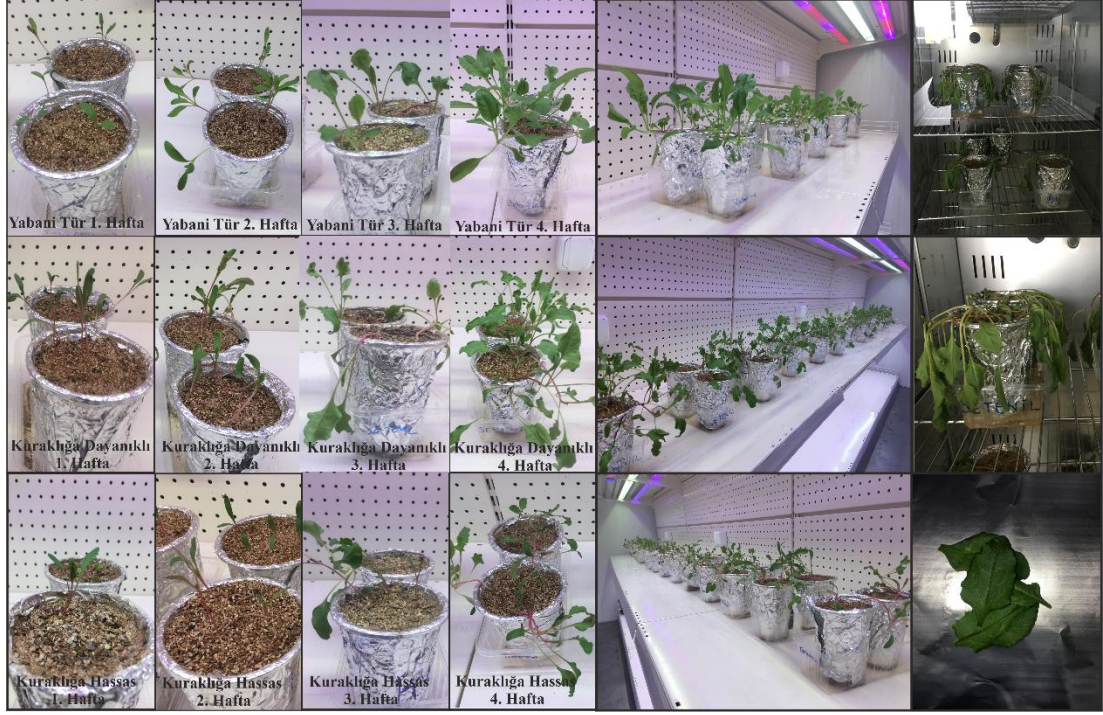 Yabani Tür 1. Hafta
Yabani Tür 2. Hafta
Yabani Tür 3. Hafta
Yabani Tür 4. Hafta
Kuraklığa Dayanıklı
1. Hafta
Kuraklığa Dayanıklı
2. Hafta
Kuraklığa Dayanıklı
3. Hafta
Kuraklığa Dayanıklı
4. Hafta
Kuraklığa Hassas
1. Hafta
Kuraklığa Hassas
2. Hafta
Kuraklığa Hassas
3. Hafta
Kuraklığa Hassas
4. Hafta